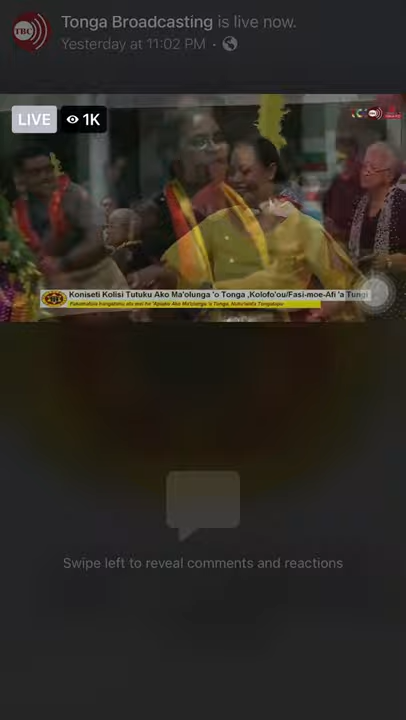 Tonga Broadcasting is live now.
Yesterday at 11:02 PM ·
TBC
LIVE
1K
Koniseti Kolisi Tutuku Ako Ma'olunga 'o Tonga ,Kolofo'ou/Fasi-moe-Afi 'a Tungi
Swipe left to reveal comments and reactions